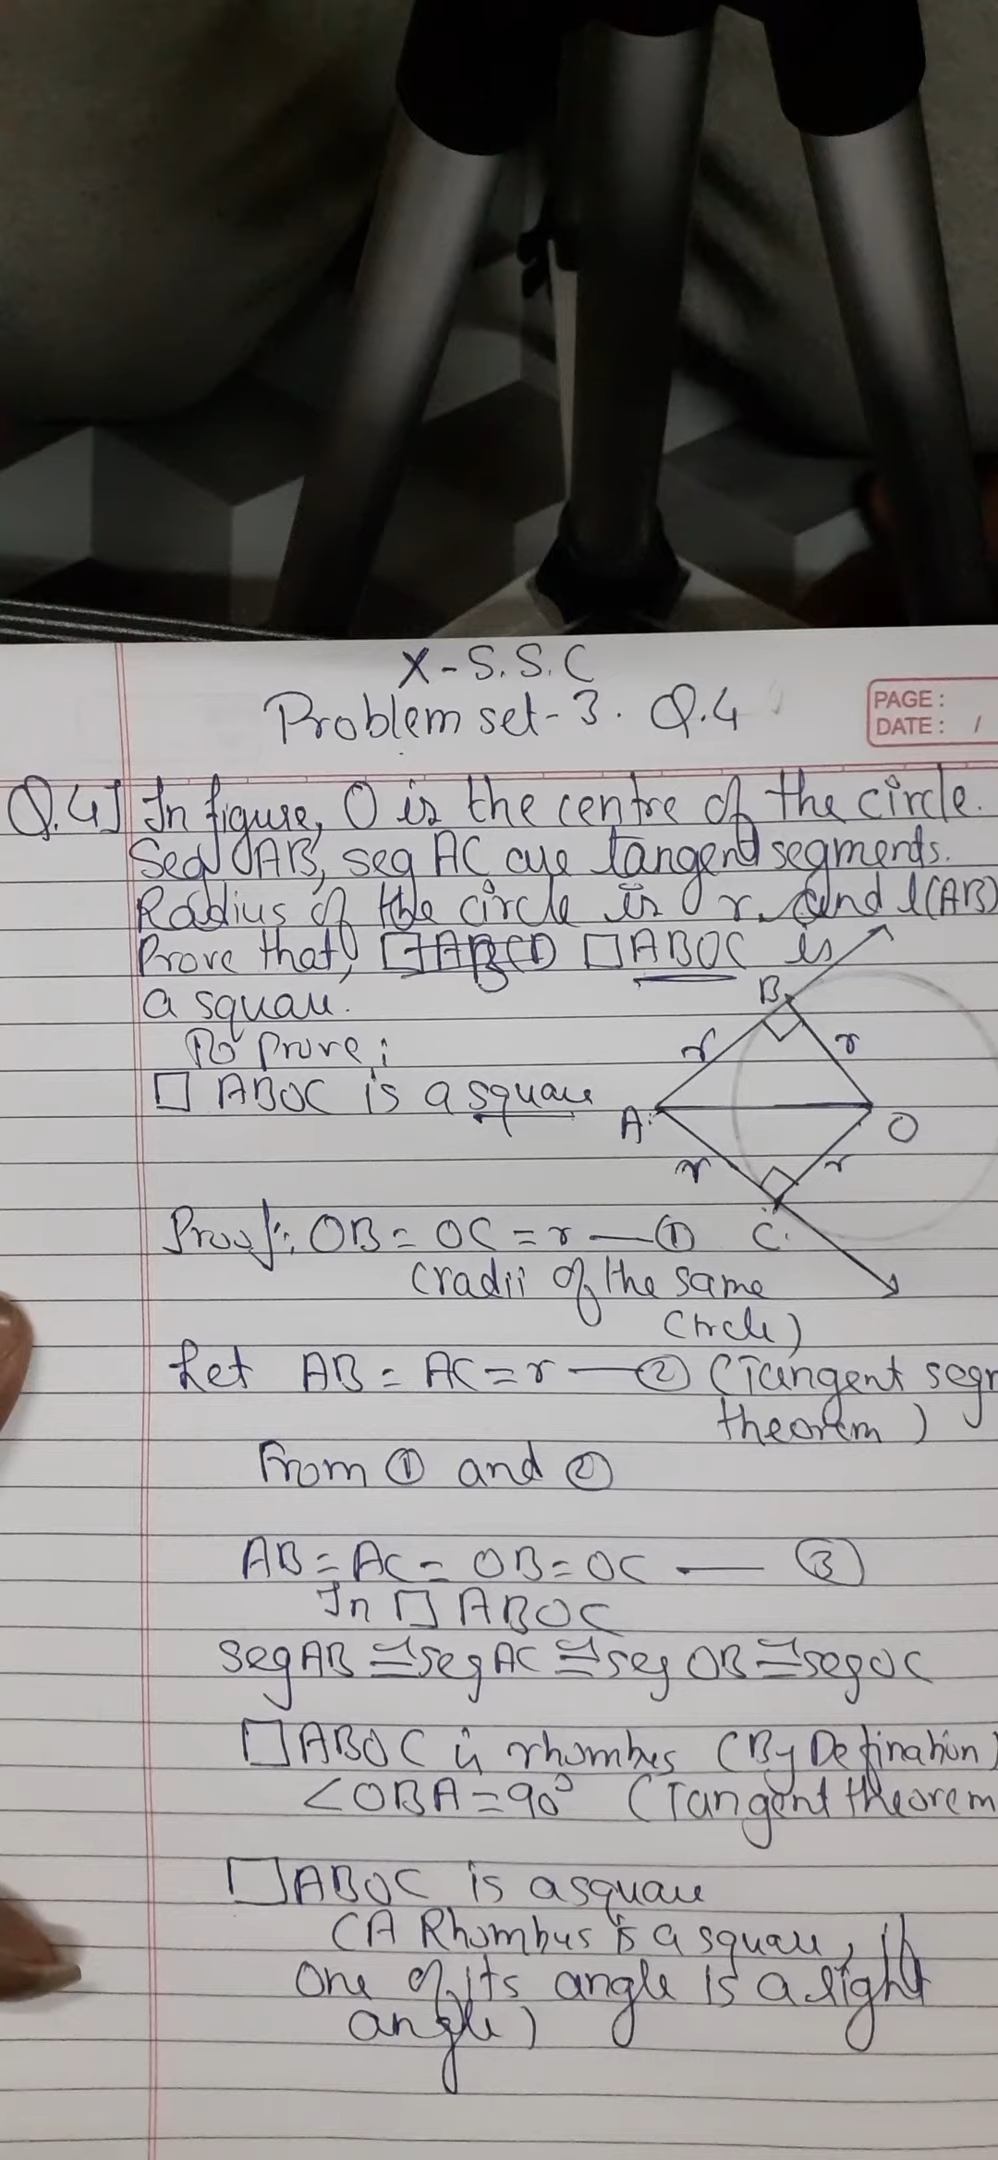 X-S.S.C
Problem set-3. Q.4
PAGE:
DATE: /
Q.4] In figure, O is the centre of the circle.
Seg AB, seg AC are tangent segments.
Radius of the circle is r and l(AB)
Prove that, □ABCD □ABOC is
a square.
To prove:
□ ABOC is a square
B
r
r
A
O
r
r
C
Proof: OB = OC = r — ①
(radii of the same
circle)
Let AB = AC = r — ② (Tangent seg
theorem)
From ① and ②
AB = AC = OB = OC — ③
In □ ABOC
seg AB ≅ seg AC ≅ seg OB ≅ seg OC
□ABOC is rhombus (By Defination)
∠OBA = 90° (Tangent theorem
□ABOC is a square
(A Rhombus is a square, if
one of its angle is a right
angle)